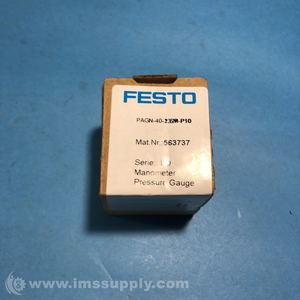 FESTO
Mat.Nr.:563737
Manometer
Pressure Gauge
© www.imssupply.com